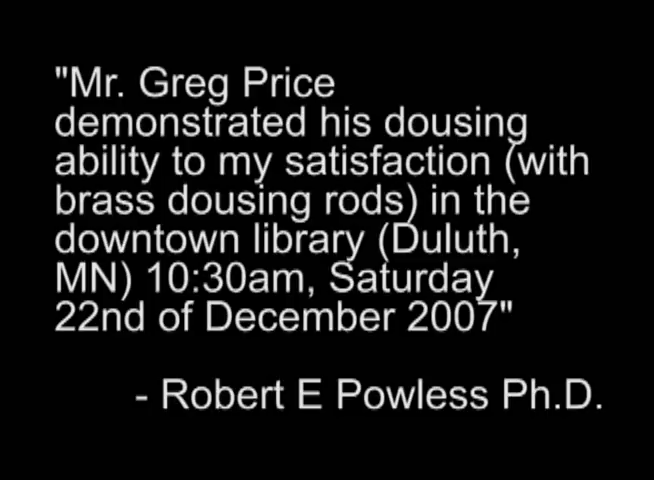 "Mr. Greg Price
demonstrated his dousing
ability to my satisfaction (with
brass dousing rods) in the
downtown library (Duluth,
MN) 10:30am, Saturday
22nd of December 2007"
- Robert E Powless Ph.D.